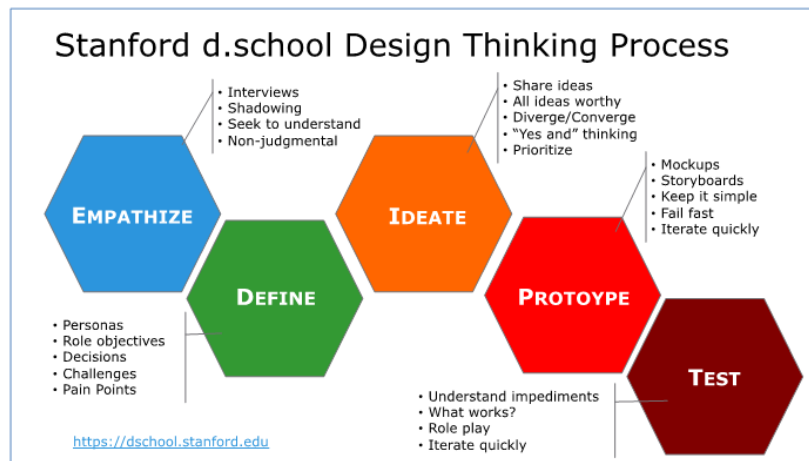 Stanford d.school Design Thinking Process
• Interviews
• Shadowing
• Seek to understand
• Non-judgmental
• Share ideas
• All ideas worthy
• Diverge/Converge
• “Yes and” thinking
• Prioritize
• Mockups
• Storyboards
• Keep it simple
• Fail fast
• Iterate quickly
EMPATHIZE
IDEATE
DEFINE
PROTOYPE
TEST
• Personas
• Role objectives
• Decisions
• Challenges
• Pain Points
• Understand impediments
• What works?
• Role play
• Iterate quickly
https://dschool.stanford.edu